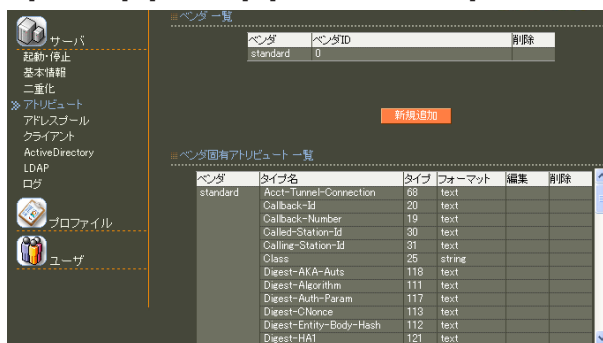 サーバ
起動・停止
基本情報
二重化
アトリビュート
アドレスプール
クライアント
ActiveDirectory
LDAP
ログ
プロファイル
ユーザ
ベンダ 一覧
ベンダ ベンダID 削除
standard 0
新規追加
ベンダ固有アトリビュート 一覧
ベンダ タイプ名 タイプ フォーマット 編集 削除
standard Acct-Tunnel-Connection 68 text
Callback-Id 20 text
Callback-Number 19 text
Called-Station-Id 30 text
Calling-Station-Id 31 text
Class 25 string
Digest-AKA-Auts 118 text
Digest-Algorithm 111 text
Digest-Auth-Param 117 text
Digest-CNonce 113 text
Digest-Entity-Body-Hash 112 text
Digest-HA1 121 text